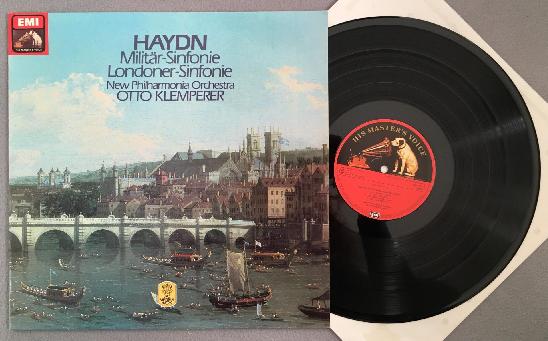 EMI
HAYDN
Militär-Sinfonie
Londoner-Sinfonie
New Philharmonia Orchestra
OTTO KLEMPERER
HIS MASTER'S VOICE